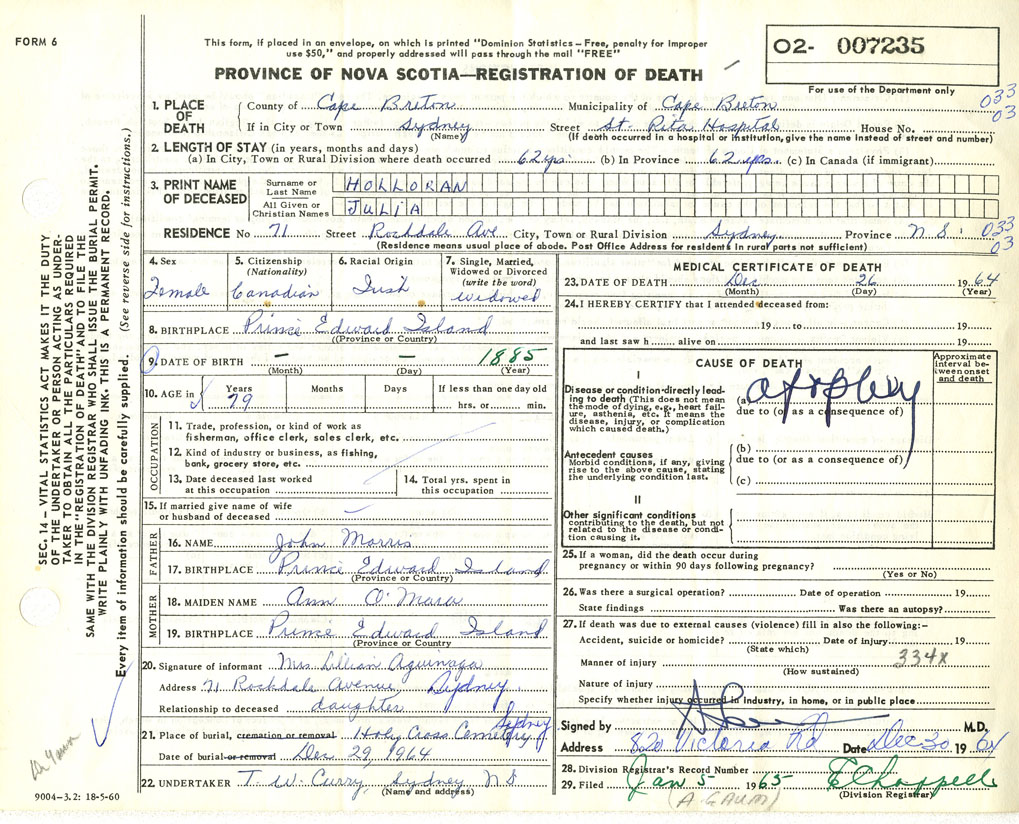 FORM 6
This form, if placed in an envelope, on which is printed "Dominion Statistics – Free, penalty for improper
use $50," and properly addressed will pass through the mail "FREE"
PROVINCE OF NOVA SCOTIA—REGISTRATION OF DEATH
02- 007235
For use of the Department only
033
03
1. PLACE OF DEATH
County of Cape Breton Municipality of Cape Breton
If in City or Town Sydney Street St. Rita Hospital House No.
(Name) (If death occurred in a hospital or institution, give the name instead of street and number)
2. LENGTH OF STAY (in years, months and days)
(a) In City, Town or Rural Division where death occurred 62 yrs. (b) In Province 62 yrs. (c) In Canada (if immigrant)
3. PRINT NAME OF DECEASED
Surname or Last Name HOLLORAN
All Given or Christian Names JULIA
RESIDENCE No 71 Street Rockdale Ave City, Town or Rural Division Sydney Province N S
033
03
(Residence means usual place of abode. Post Office Address for residents in rural parts not sufficient)
4. Sex Female
5. Citizenship (Nationality) Canadian
6. Racial Origin Irish
7. Single, Married, Widowed or Divorced (write the word) widowed
8. BIRTHPLACE Prince Edward Island
(Province or Country)
9. DATE OF BIRTH – – 1885
(Month) (Day) (Year)
10. AGE in Years 79 Months Days If less than one day old
hrs. or min.
OCCUPATION
11. Trade, profession, or kind of work as
fisherman, office clerk, sales clerk, etc.
12. Kind of industry or business, as fishing,
bank, grocery store, etc.
13. Date deceased last worked
at this occupation
14. Total yrs. spent in
this occupation
15. If married give name of wife
or husband of deceased
FATHER
16. NAME John Morris
17. BIRTHPLACE Prince Edward Island
(Province or Country)
MOTHER
18. MAIDEN NAME Ann O'Mara
19. BIRTHPLACE Prince Edward Island
(Province or Country)
20. Signature of informant Mrs Lillian Aguinaga
Address 71 Rockdale Avenue Sydney
Relationship to deceased daughter
21. Place of burial, cremation or removal Holy Cross Cemetery Sydney
Date of burial or removal Dec 29, 1964
22. UNDERTAKER T. W. Curry, Sydney NS
(Name and address)
9004-3.2: 18-5-60
MEDICAL CERTIFICATE OF DEATH
23. DATE OF DEATH Dec 26 1964
(Month) (Day) (Year)
24. I HEREBY CERTIFY that I attended deceased from:
19 to 19
and last saw h alive on 19
CAUSE OF DEATH
Approximate interval between onset and death
I
Disease or condition directly leading to death (This does not mean the mode of dying, e.g., heart failure, asthenia, etc. It means the disease, injury, or complication which caused death.)
(a)
due to (or as a consequence of)
Antecedent causes
Morbid conditions, if any, giving rise to the above cause, stating the underlying condition last.
(b)
due to (or as a consequence of)
(c)
II
Other significant conditions
contributing to the death, but not related to the disease or condition causing it.
25. If a woman, did the death occur during
pregnancy or within 90 days following pregnancy?
(Yes or No)
26. Was there a surgical operation? Date of operation 19
State findings Was there an autopsy?
27. If death was due to external causes (violence) fill in also the following:-
Accident, suicide or homicide? Date of injury 19
(State which)
334X
Manner of injury
(How sustained)
Nature of injury
Specify whether injury occurred in industry, in home, or in public place
Signed by M.D.
Address 820 Victoria Rd Date Dec 30 1964
28. Division Registrar's Record Number
29. Filed Jan 5 1965 E Chappell
(Division Registrar)
(A GAUM)
SEC. 14 – VITAL STATISTICS ACT MAKES IT THE DUTY
OF THE UNDERTAKER OR PERSON ACTING AS UNDER-
TAKER TO OBTAIN ALL THE PARTICULARS REQUIRED
IN THE "REGISTRATION OF DEATH" AND TO FILE THE
SAME WITH THE DIVISION REGISTRAR WHO SHALL ISSUE THE BURIAL PERMIT.
WRITE PLAINLY WITH UNFADING INK. THIS IS A PERMANENT RECORD.
Every item of information should be carefully supplied. (See reverse side for instructions.)